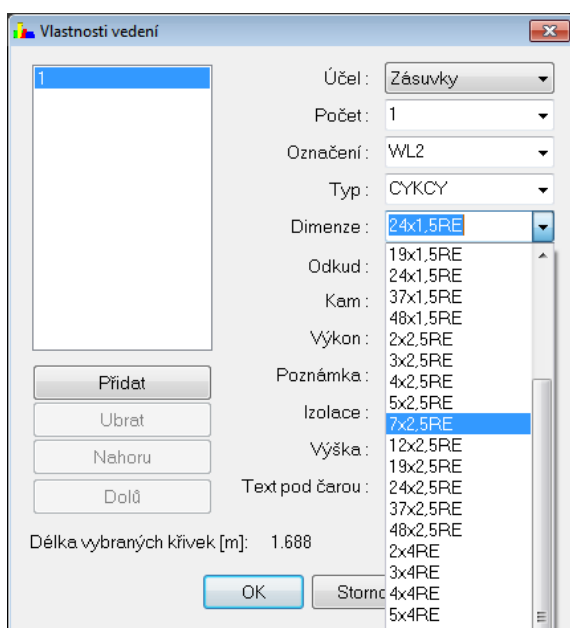 Vlastnosti vedení
1
Účel : Zásuvky
Počet : 1
Označení : WL2
Typ : CYKCY
Dimenze : 24x1,5RE
19x1,5RE
Odkud :
24x1,5RE
Kam :
37x1,5RE
48x1,5RE
Výkon :
2x2,5RE
3x2,5RE
Poznámka :
4x2,5RE
5x2,5RE
Izolace :
7x2,5RE
Výška :
12x2,5RE
19x2,5RE
Text pod čarou :
24x2,5RE
37x2,5RE
48x2,5RE
2x4RE
3x4RE
4x4RE
5x4RE
Přidat
Ubrat
Nahoru
Dolů
Délka vybraných křivek [m]: 1.688
OK
Storno